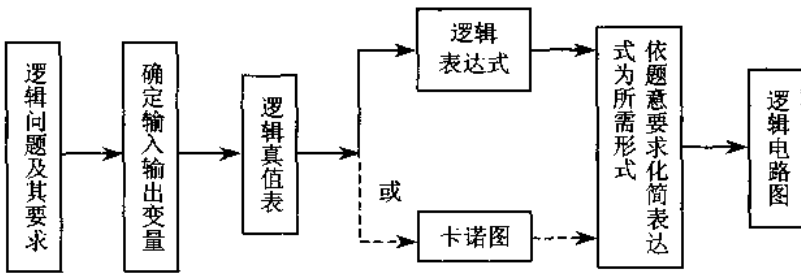 逻辑问题及其要求
确定输入输出变量
逻辑真值表
逻辑
表达式
或
卡诺图
依题意要求化简表达
式为所需形式
逻辑电路图